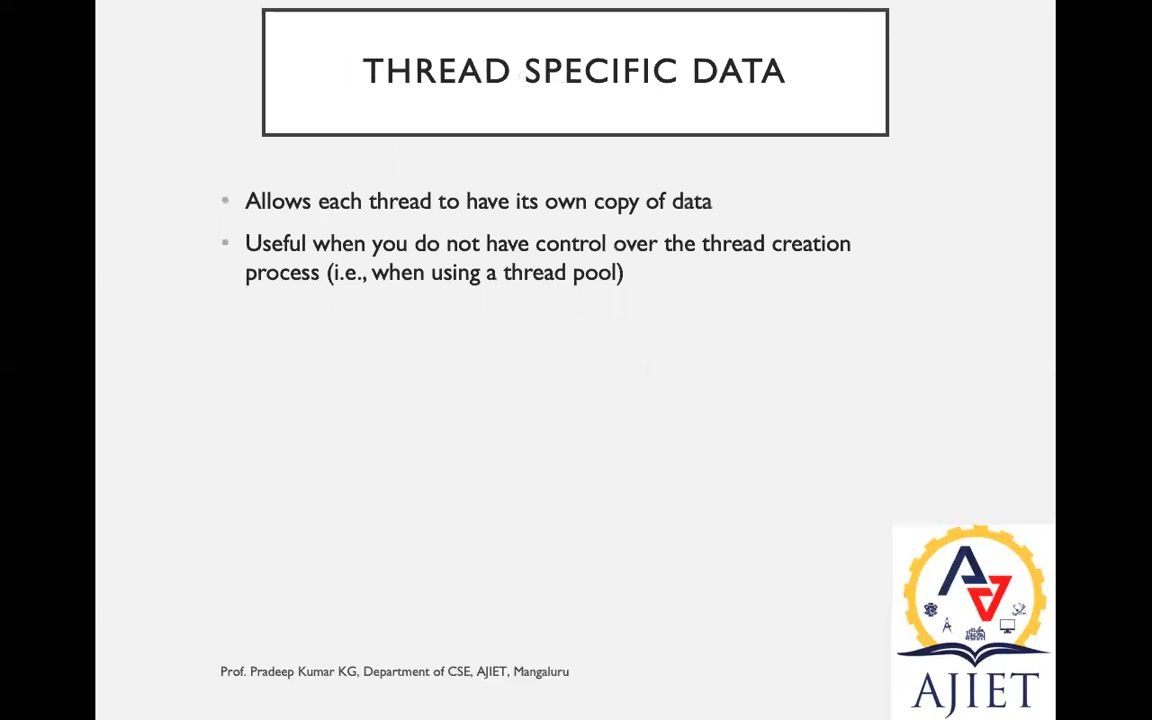 THREAD SPECIFIC DATA
• Allows each thread to have its own copy of data
• Useful when you do not have control over the thread creation
process (i.e., when using a thread pool)
Prof. Pradeep Kumar KG, Department of CSE, AJIET, Mangaluru
AJIET